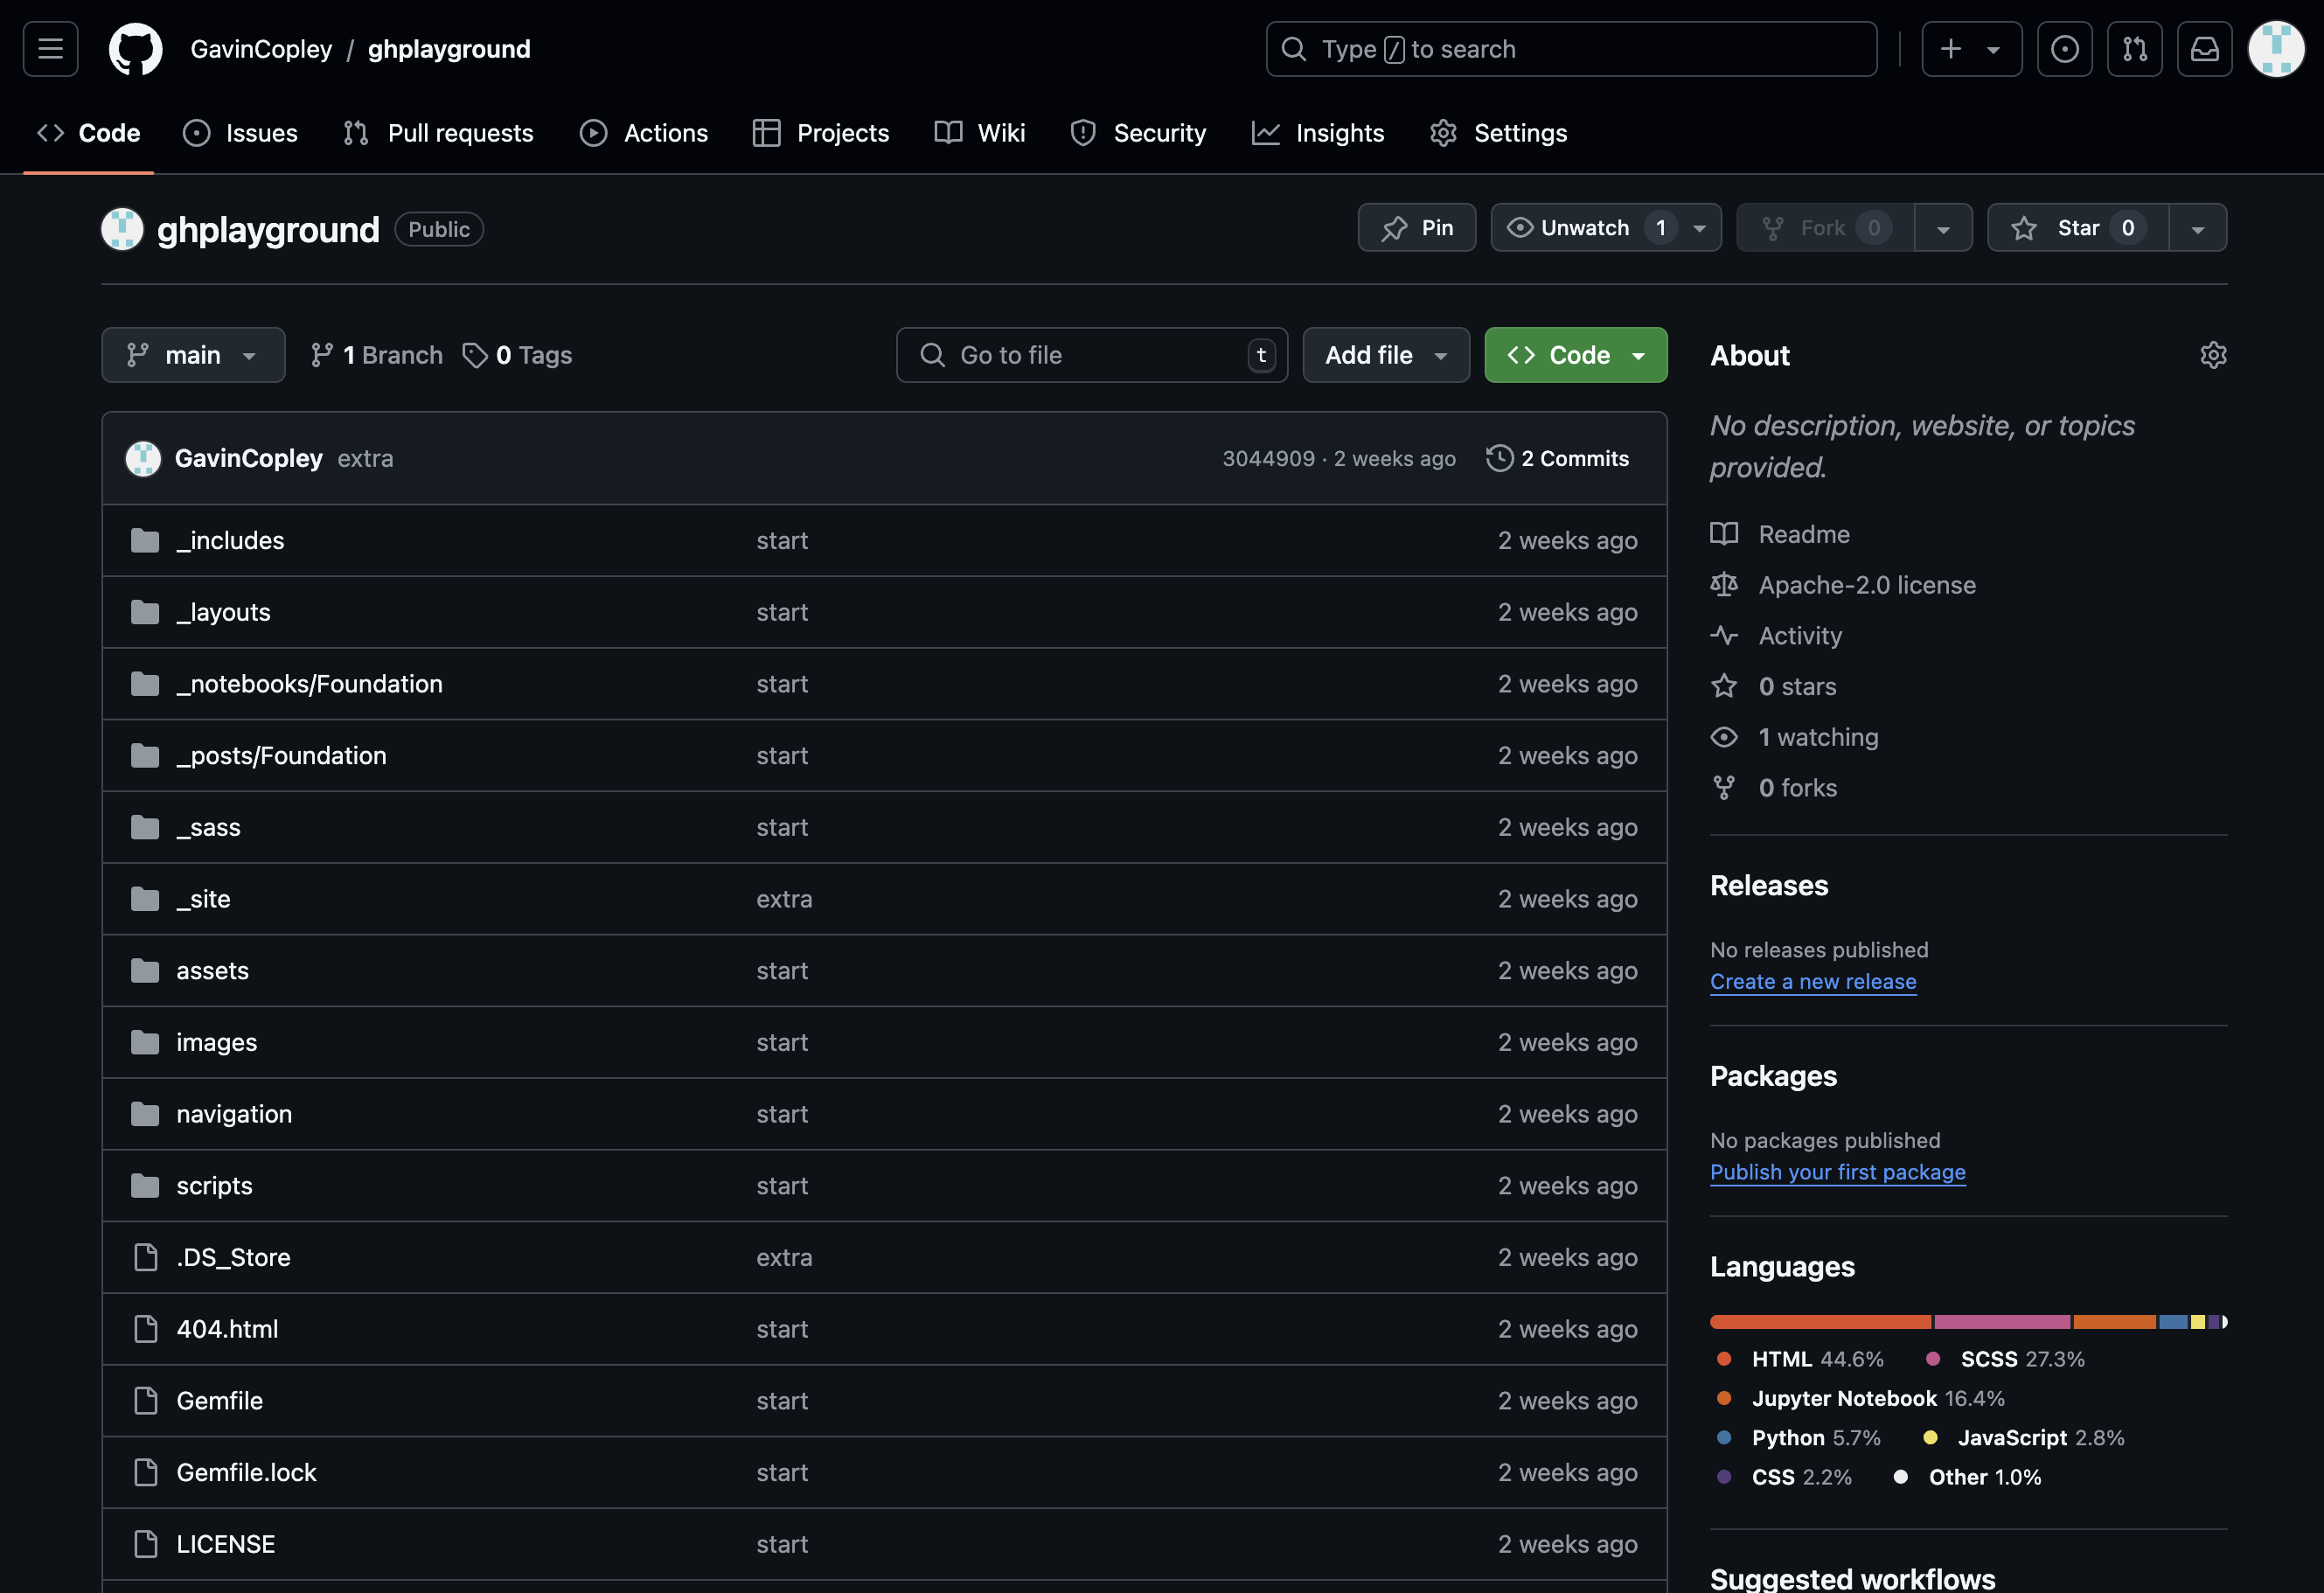 GavinCopley / ghplayground
Type / to search
Code Issues Pull requests Actions Projects Wiki Security Insights Settings
ghplayground Public
Pin Unwatch 1 Fork 0 Star 0
main 1 Branch 0 Tags
Go to file t Add file Code
GavinCopley extra 3044909 · 2 weeks ago 2 Commits
_includes start 2 weeks ago
_layouts start 2 weeks ago
_notebooks/Foundation start 2 weeks ago
_posts/Foundation start 2 weeks ago
_sass start 2 weeks ago
_site extra 2 weeks ago
assets start 2 weeks ago
images start 2 weeks ago
navigation start 2 weeks ago
scripts start 2 weeks ago
.DS_Store extra 2 weeks ago
404.html start 2 weeks ago
Gemfile start 2 weeks ago
Gemfile.lock start 2 weeks ago
LICENSE start 2 weeks ago
About
No description, website, or topics
provided.
Readme
Apache-2.0 license
Activity
0 stars
1 watching
0 forks
Releases
No releases published
Create a new release
Packages
No packages published
Publish your first package
Languages
HTML 44.6% SCSS 27.3%
Jupyter Notebook 16.4%
Python 5.7% JavaScript 2.8%
CSS 2.2% Other 1.0%
Suggested workflows